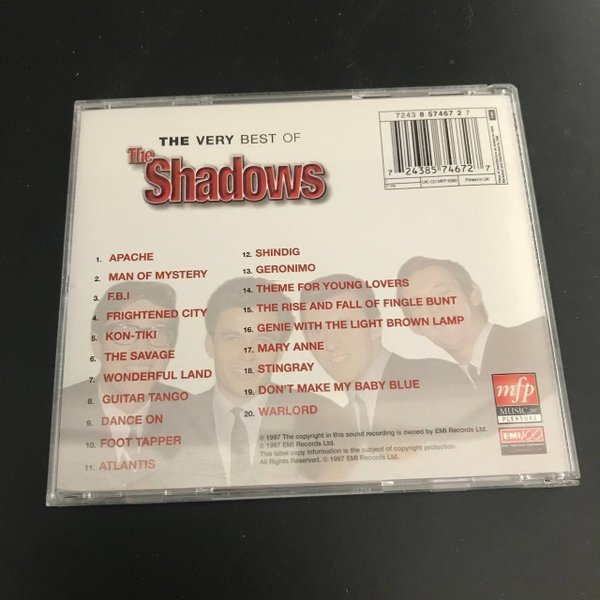 THE VERY BEST OF
The
Shadows
7243 8 57467 2 7
7 24385 74672 7
Printed in UK
1. APACHE
2. MAN OF MYSTERY
3. F.B.I
4. FRIGHTENED CITY
5. KON-TIKI
6. THE SAVAGE
7. WONDERFUL LAND
8. GUITAR TANGO
9. DANCE ON
10. FOOT TAPPER
11. ATLANTIS
12. SHINDIG
13. GERONIMO
14. THEME FOR YOUNG LOVERS
15. THE RISE AND FALL OF FINGLE BUNT
16. GENIE WITH THE LIGHT BROWN LAMP
17. MARY ANNE
18. STINGRAY
19. DON'T MAKE MY BABY BLUE
20. WARLORD
℗ 1997 The copyright in this sound recording is owned by EMI Records Ltd.
© 1997 EMI Records Ltd.
This label copy information is the subject of copyright protection.
All Rights Reserved. © 1997 EMI Records Ltd.
mfp
MUSIC for
PLEASURE
EMI100